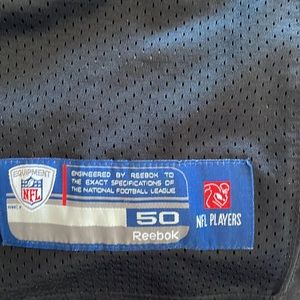 EQUIPMENT
NFL
ENGINEERED BY REEBOK TO
THE EXACT SPECIFICATIONS OF
THE NATIONAL FOOTBALL LEAGUE
50
Reebok
NFL PLAYERS